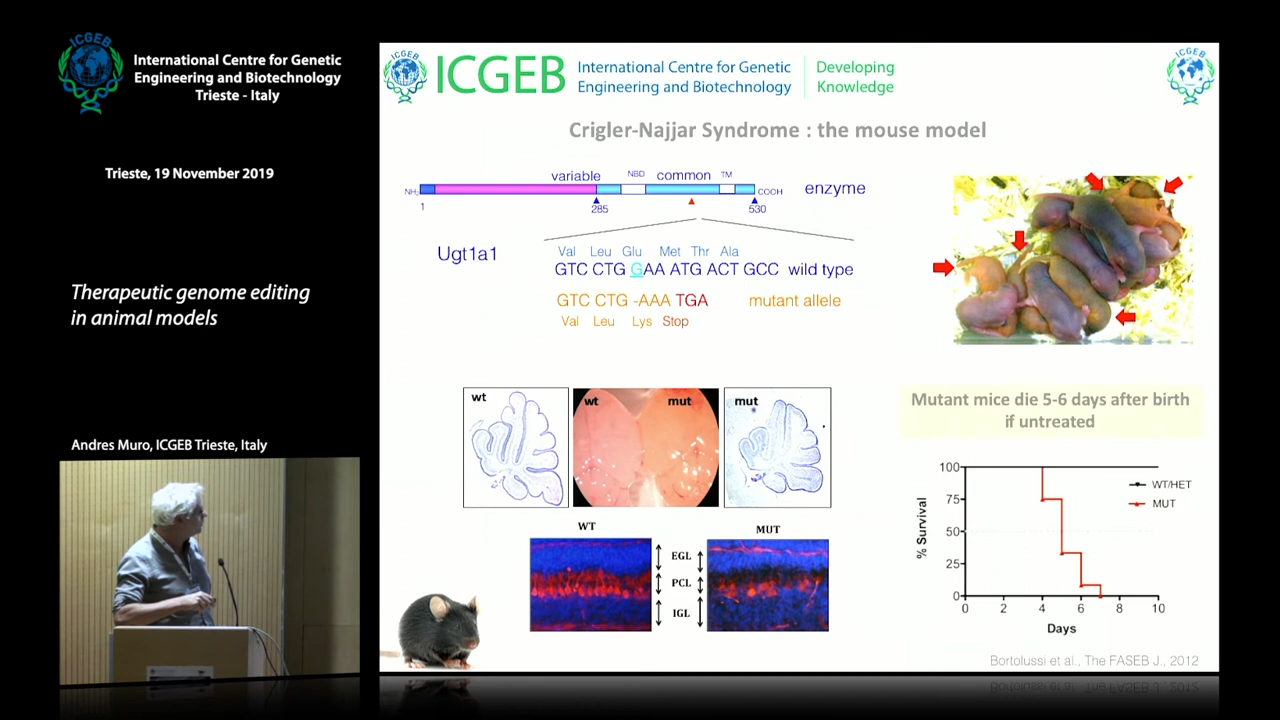 ICGEB
International Centre for Genetic
Engineering and Biotechnology
Trieste - Italy
Trieste, 19 November 2019
Therapeutic genome editing
in animal models
Andres Muro, ICGEB Trieste, Italy
ICGEB
ICGEB
International Centre for Genetic
Engineering and Biotechnology
Developing
Knowledge
ICGEB
Crigler-Najjar Syndrome : the mouse model
variable
NBD
common
TM
NH2
COOH
enzyme
1
285
530
Ugt1a1
Val Leu Glu Met Thr Ala
GTC CTG GAA ATG ACT GCC wild type
GTC CTG -AAA TGA mutant allele
Val Leu Lys Stop
wt
wt
mut
mut
WT
MUT
EGL
PCL
IGL
Mutant mice die 5-6 days after birth
if untreated
% Survival
100
75
50
25
0
0 2 4 6 8 10
Days
WT/HET
MUT
Bortolussi et al., The FASEB J., 2012